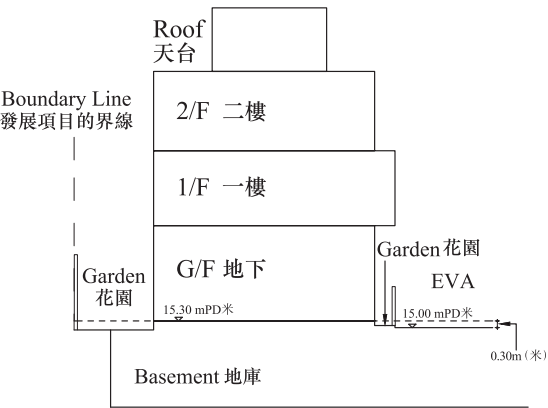 Roof
天台
Boundary Line
發展項目的界線
2/F 二樓
1/F 一樓
Garden花園
Garden
花園
G/F 地下
EVA
15.30 mPD米
15.00 mPD米
0.30m (米)
Basement 地庫